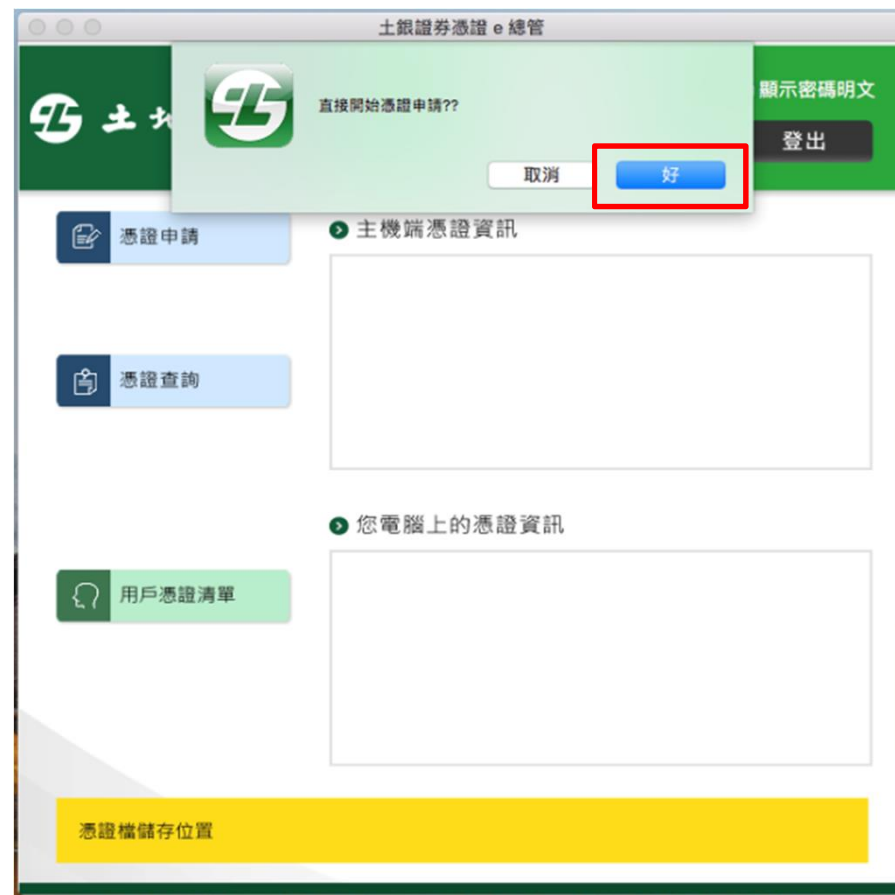 土銀證券憑證 e 總管
直接開始憑證申請??
取消
好
顯示密碼明文
登出
土
憑證申請
主機端憑證資訊
憑證查詢
您電腦上的憑證資訊
用戶憑證清單
憑證檔儲存位置